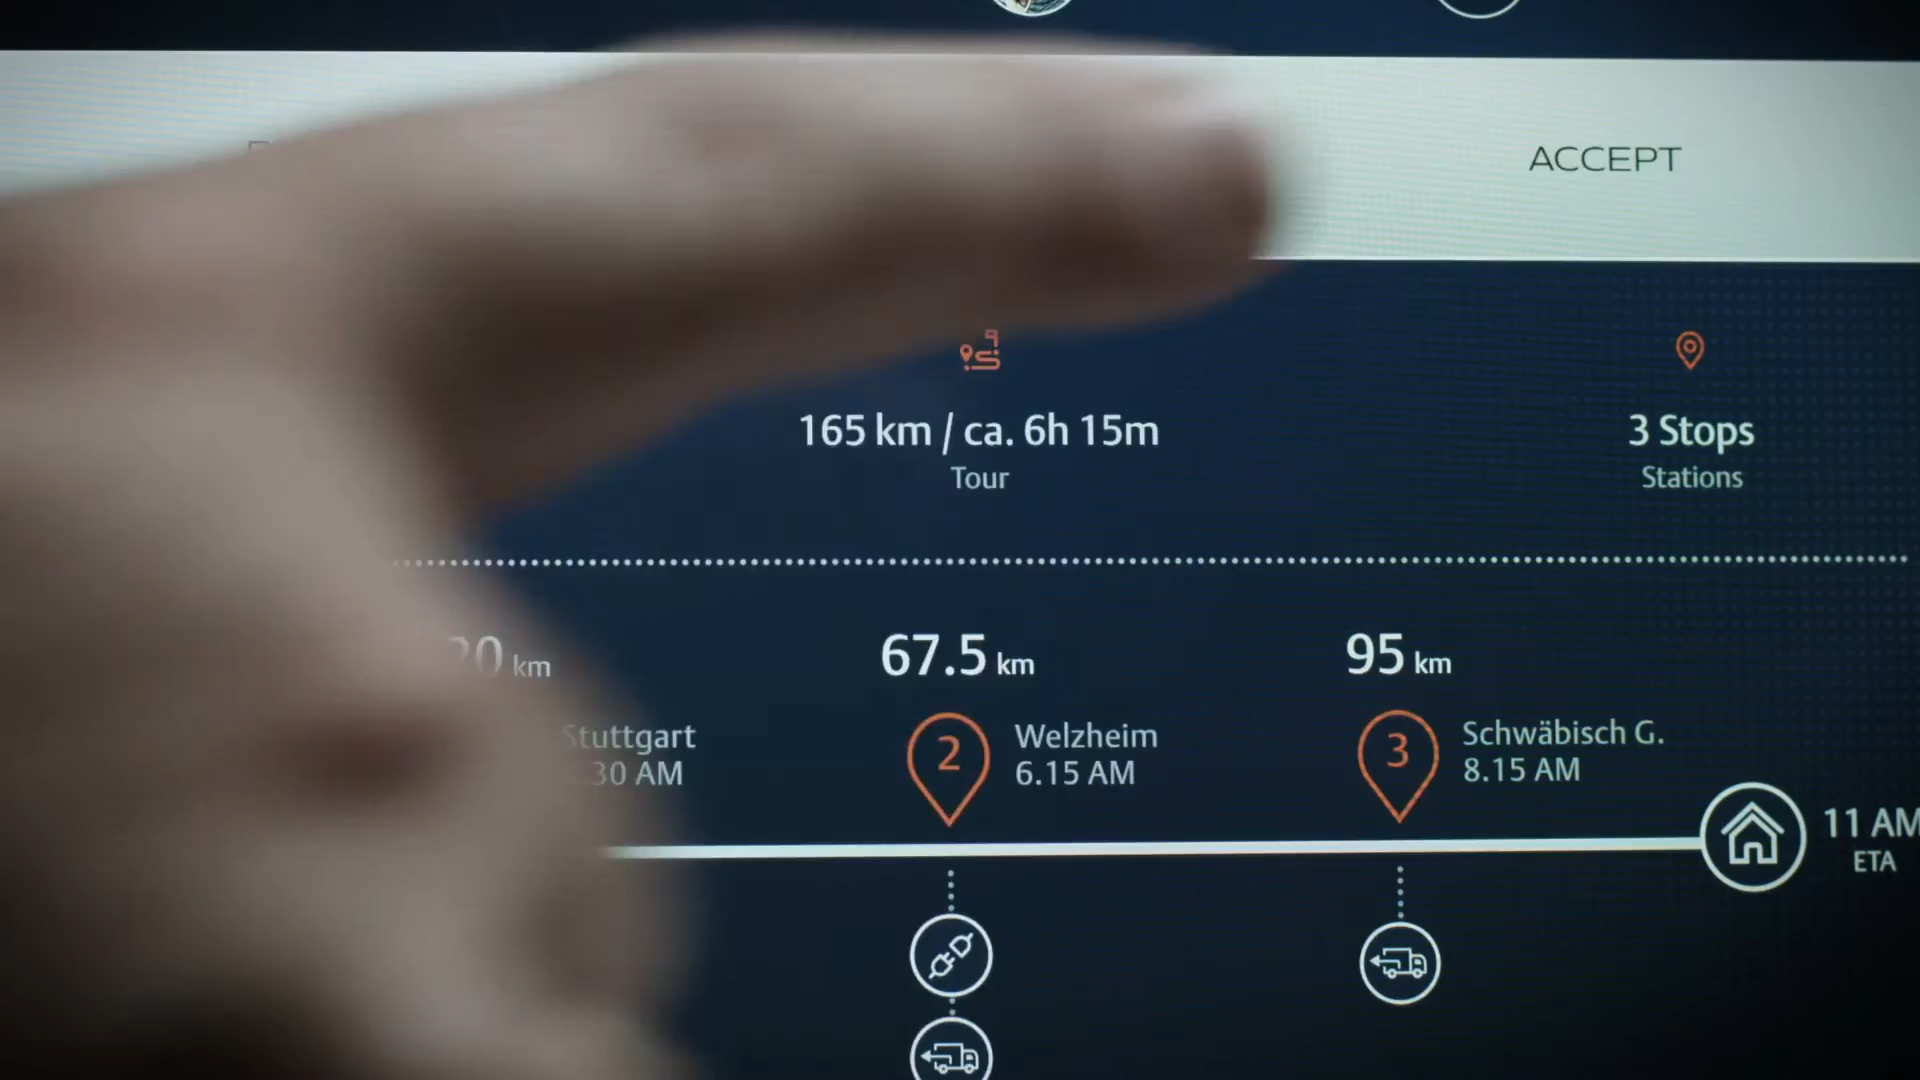 ACCEPT
165 km / ca. 6h 15m
Tour
3 Stops
Stations
km
67.5 km
95 km
Stuttgart
30 AM
2
Welzheim
6.15 AM
3
Schwäbisch G.
8.15 AM
11 AM
ETA